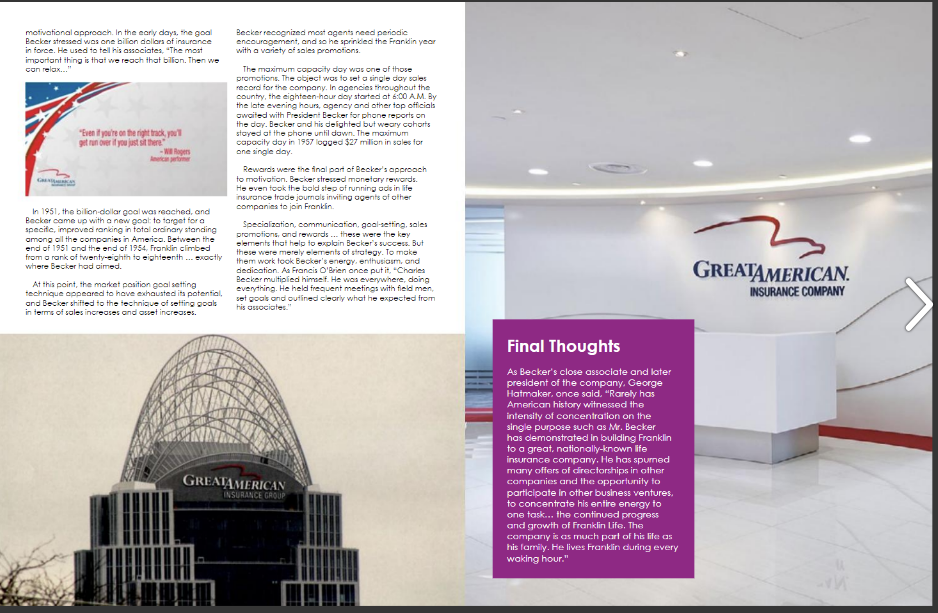 motivational approach. In the early days, the goal
Becker stressed was one billion dollars of insurance
in force. He used to tell his associates, “The most
important thing is that we reach that billion. Then we
can relax…”
“Even if you're on the right track, you'll
get run over if you just sit there.”
– Will Rogers
American performer
GREATAMERICAN
INSURANCE GROUP
In 1951, the billion-dollar goal was reached, and
Becker came up with a new goal: to target for a
specific, improved ranking in total ordinary standing
among all the companies in America. Between the
end of 1951 and the end of 1954, Franklin climbed
from a rank of twenty-eighth to eighteenth … exactly
where Becker had aimed.
At this point, the market position goal setting
technique appeared to have exhausted its potential,
and Becker shifted to the technique of setting goals
in terms of sales increases and asset increases.
Becker recognized most agents need periodic
encouragement, and so he sprinkled the Franklin year
with a variety of sales promotions.
The maximum capacity day was one of those
promotions. The object was to set a single day sales
record for the company. In agencies throughout the
country, the eighteen-hour day started at 6:00 A.M. By
the late evening hours, agency and other top officials
awaited with President Becker for phone reports on
the day. Becker and his delighted but weary cohorts
stayed at the phone until dawn. The maximum
capacity day in 1957 logged $27 million in sales for
one single day.
Rewards were the final part of Becker's approach
to motivation. Becker stressed monetary rewards.
He even took the bold step of running ads in life
insurance trade journals inviting agents of other
companies to join Franklin.
Specialization, communication, goal-setting, sales
promotions, and rewards … these were the key
elements that help to explain Becker's success. But
these were merely elements of strategy. To make
them work took Becker's energy, enthusiasm, and
dedication. As Francis O'Brien once put it, “Charles
Becker multiplied himself. He was everywhere, doing
everything. He held frequent meetings with field men,
set goals and outlined clearly what he expected from
his associates.”
GREATAMERICAN
INSURANCE GROUP
GREATAMERICAN.
INSURANCE COMPANY
Final Thoughts
As Becker's close associate and later
president of the company, George
Hatmaker, once said, “Rarely has
American history witnessed the
intensity of concentration on the
single purpose such as Mr. Becker
has demonstrated in building Franklin
to a great, nationally-known life
insurance company. He has spurned
many offers of directorships in other
companies and the opportunity to
participate in other business ventures,
to concentrate his entire energy to
one task… the continued progress
and growth of Franklin Life. The
company is as much part of his life as
his family. He lives Franklin during every
waking hour.”